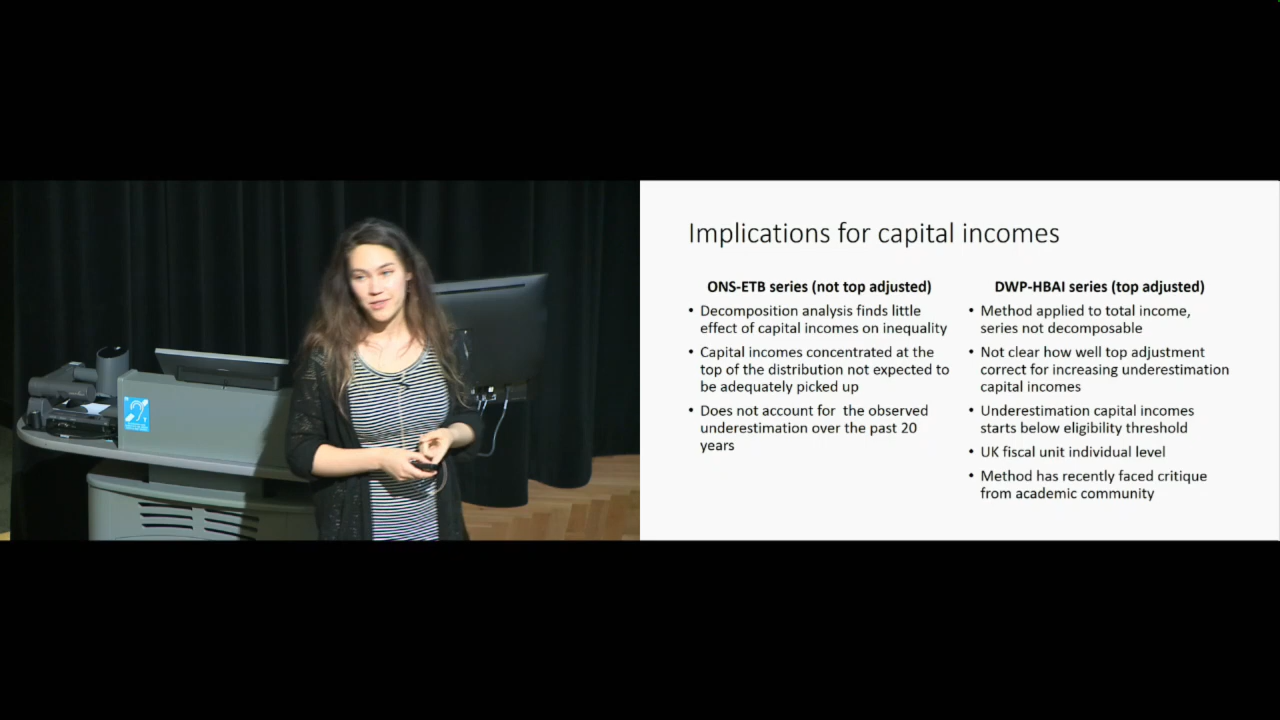 Implications for capital incomes
ONS-ETB series (not top adjusted)
• Decomposition analysis finds little
effect of capital incomes on inequality
• Capital incomes concentrated at the
top of the distribution not expected to
be adequately picked up
• Does not account for the observed
underestimation over the past 20
years
DWP-HBAI series (top adjusted)
• Method applied to total income,
series not decomposable
• Not clear how well top adjustment
correct for increasing underestimation
capital incomes
• Underestimation capital incomes
starts below eligibility threshold
• UK fiscal unit individual level
• Method has recently faced critique
from academic community